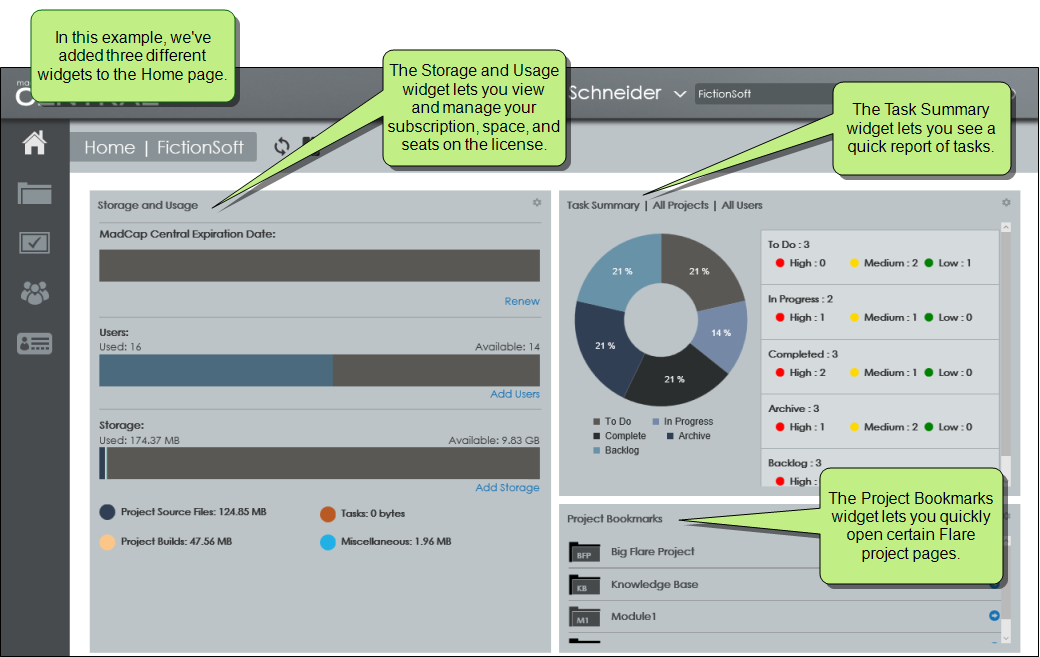 In this example, we've
added three different
widgets to the Home page.
The Storage and Usage
widget lets you view
and manage your
subscription, space, and
seats on the license.
Schneider
FictionSoft
The Task Summary
widget lets you see a
quick report of tasks.
Home | FictionSoft
Storage and Usage
MadCap Central Expiration Date:
Renew
Users:
Used: 16
Available: 14
Add Users
Storage:
Used: 174.37 MB
Available: 9.83 GB
Add Storage
Project Source Files: 124.85 MB
Tasks: 0 bytes
Project Builds: 47.56 MB
Miscellaneous: 1.96 MB
Task Summary | All Projects | All Users
21 %
21 %
14 %
21 %
21 %
To Do
In Progress
Complete
Archive
Backlog
To Do : 3
High : 0 Medium : 2 Low : 1
In Progress : 2
High : 1 Medium : 1 Low : 0
Completed : 3
High : 2 Medium : 1 Low : 0
Archive : 3
High : 1 Medium : 2 Low : 0
Backlog : 3
High :
The Project Bookmarks
widget lets you quickly
open certain Flare
project pages.
Project Bookmarks
BFP Big Flare Project
KB Knowledge Base
M1 Module1